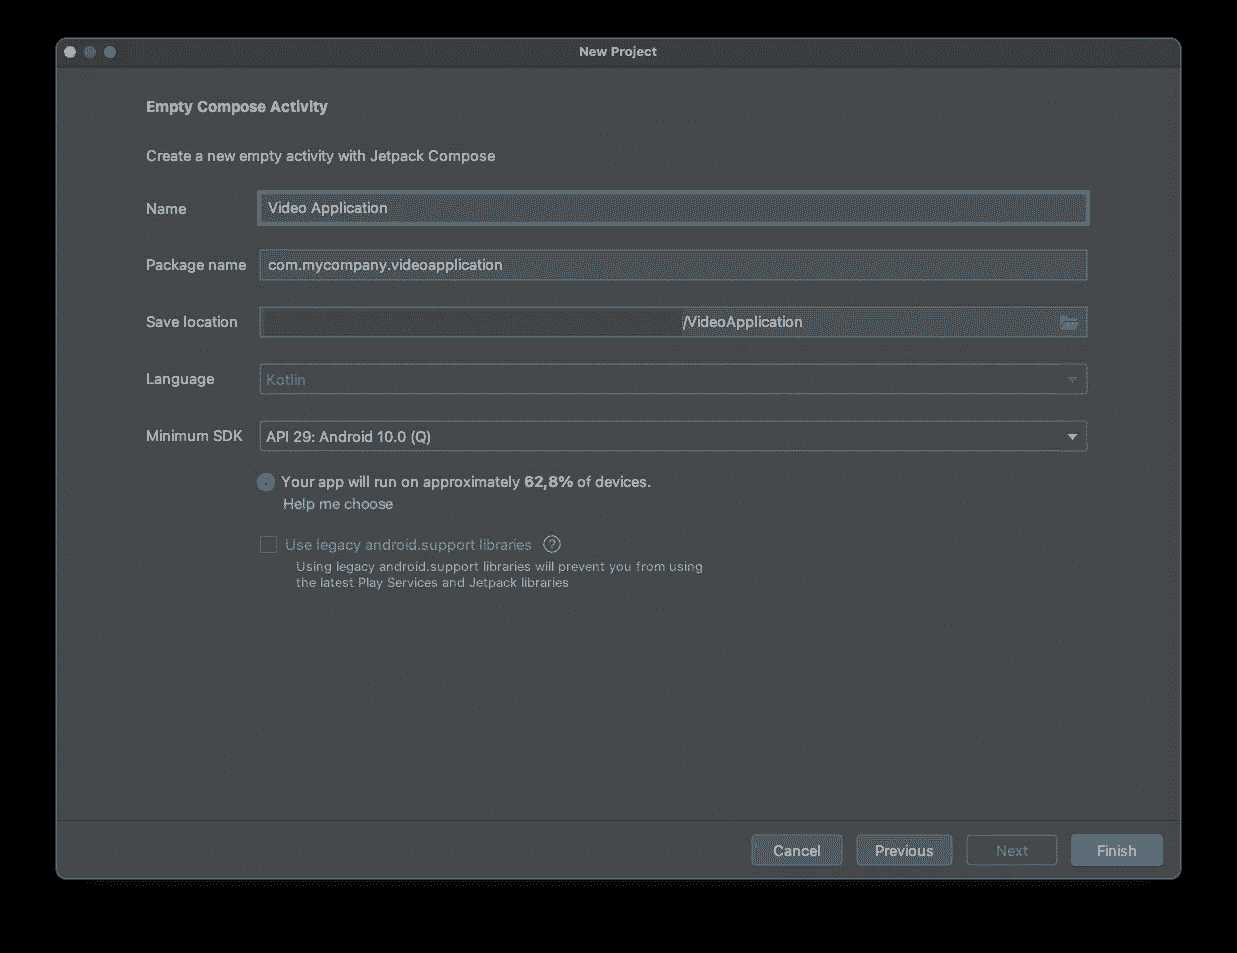 New Project
Empty Compose Activity
Create a new empty activity with Jetpack Compose
Name Video Application
Package name com.mycompany.videoapplication
Save location /VideoApplication
Language Kotlin
Minimum SDK API 29: Android 10.0 (Q)
Your app will run on approximately 62,8% of devices.
Help me choose
Use legacy android.support libraries ?
Using legacy android.support libraries will prevent you from using
the latest Play Services and Jetpack libraries
Cancel Previous Next Finish